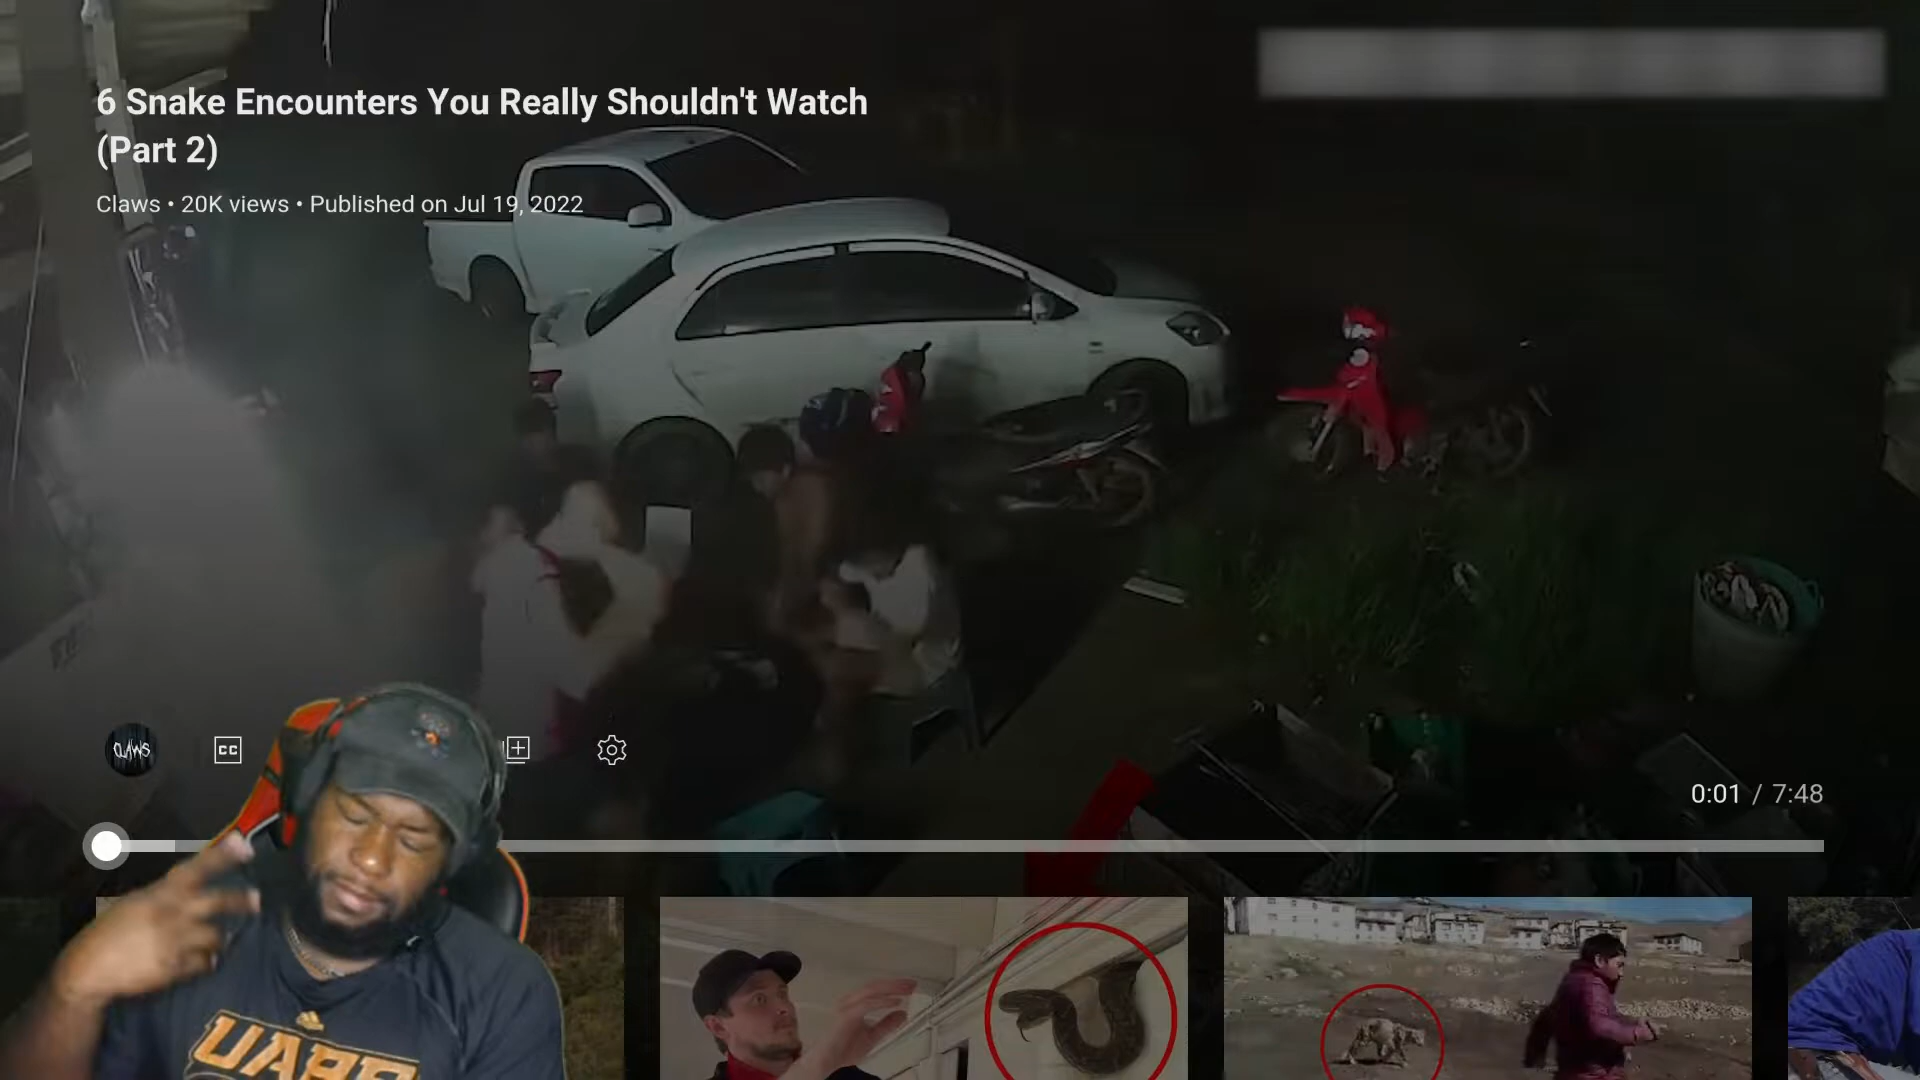 6 Snake Encounters You Really Shouldn't Watch
(Part 2)
Claws • 20K views • Published on Jul 19, 2022
CLAWS
CC
0:01 / 7:48